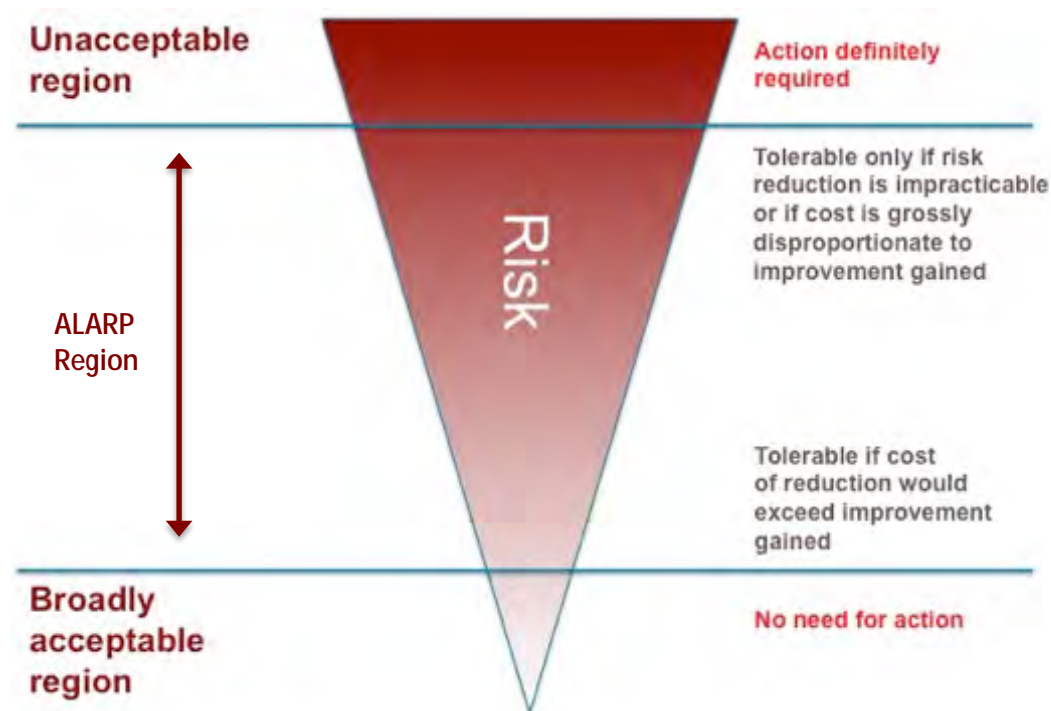 Unacceptable
region
Action definitely
required
Tolerable only if risk
reduction is impracticable
or if cost is grossly
disproportionate to
improvement gained
Risk
ALARP
Region
Tolerable if cost
of reduction would
exceed improvement
gained
Broadly
acceptable
region
No need for action